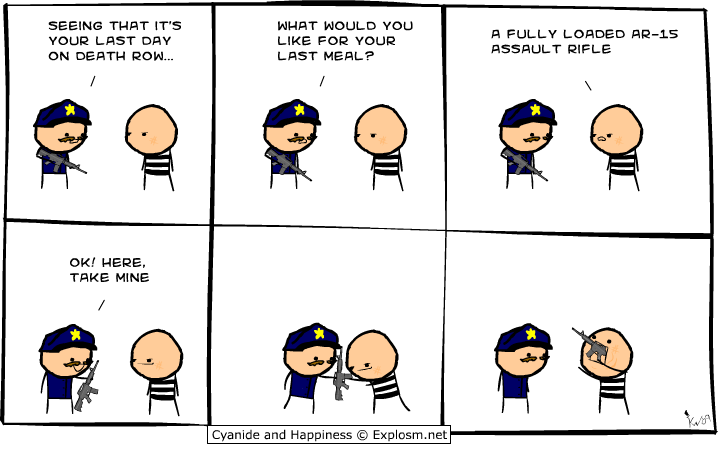 SEEING THAT IT'S
YOUR LAST DAY
ON DEATH ROW...
WHAT WOULD YOU
LIKE FOR YOUR
LAST MEAL?
A FULLY LOADED AR-15
ASSAULT RIFLE
OK! HERE,
TAKE MINE
Cyanide and Happiness © Explosm.net